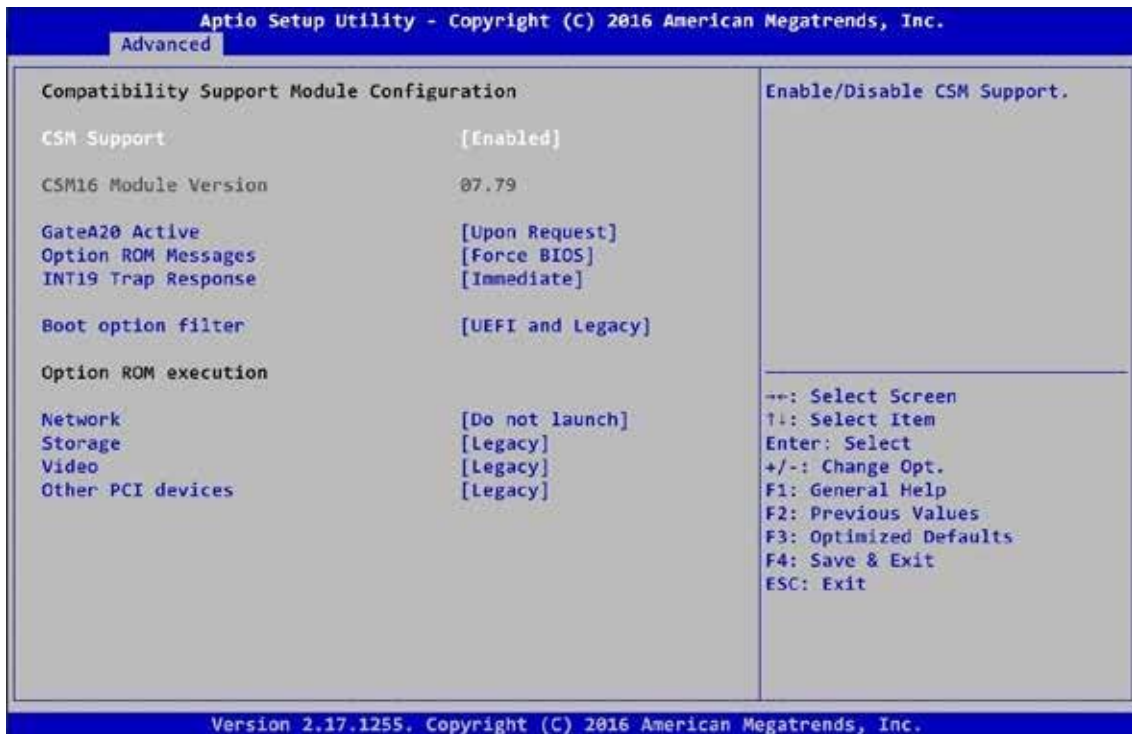 Aptio Setup Utility - Copyright (C) 2016 American Megatrends, Inc.
Advanced
Compatibility Support Module Configuration
CSM Support [Enabled]
CSM16 Module Version 07.79
GateA20 Active [Upon Request]
Option ROM Messages [Force BIOS]
INT19 Trap Response [Immediate]
Boot option filter [UEFI and Legacy]
Option ROM execution
Network [Do not launch]
Storage [Legacy]
Video [Legacy]
Other PCI devices [Legacy]
Enable/Disable CSM Support.
→←: Select Screen
↑↓: Select Item
Enter: Select
+/-: Change Opt.
F1: General Help
F2: Previous Values
F3: Optimized Defaults
F4: Save & Exit
ESC: Exit
Version 2.17.1255. Copyright (C) 2016 American Megatrends, Inc.